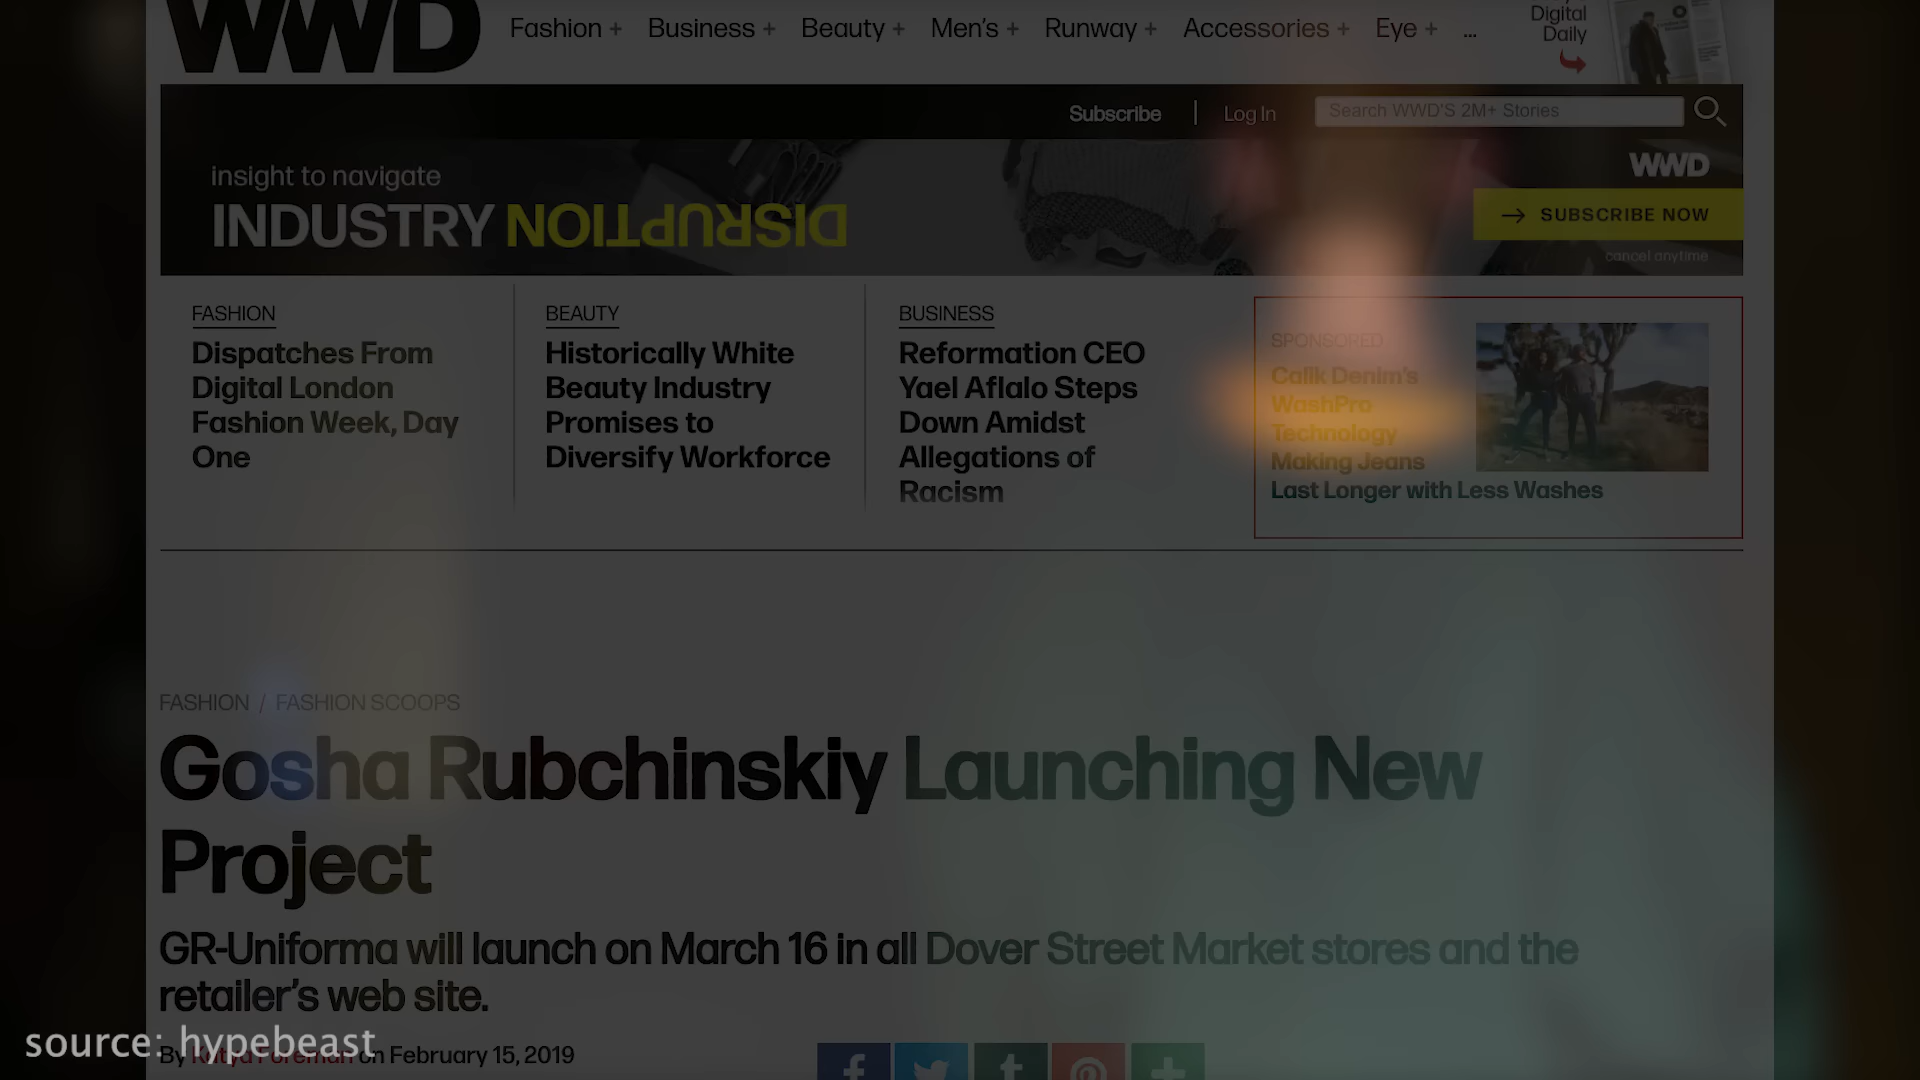 WWD
Fashion + Business + Beauty + Men's + Runway + Accessories + Eye + ...
Digital
Daily
Subscribe | Log In Search WWD'S 2M+ Stories
insight to navigate
INDUSTRY DISRUPTION
WWD
→ SUBSCRIBE NOW
cancel anytime
FASHION
Dispatches From
Digital London
Fashion Week, Day
One
BEAUTY
Historically White
Beauty Industry
Promises to
Diversify Workforce
BUSINESS
Reformation CEO
Yael Aflalo Steps
Down Amidst
Allegations of
Racism
SPONSORED
Calik Denim's
WashPro
Technology
Making Jeans
Last Longer with Less Washes
FASHION / FASHION SCOOPS
Gosha Rubchinskiy Launching New
Project
GR-Uniforma will launch on March 16 in all Dover Street Market stores and the
retailer's web site.
By Katya Foreman on February 15, 2019
source: hypebeast